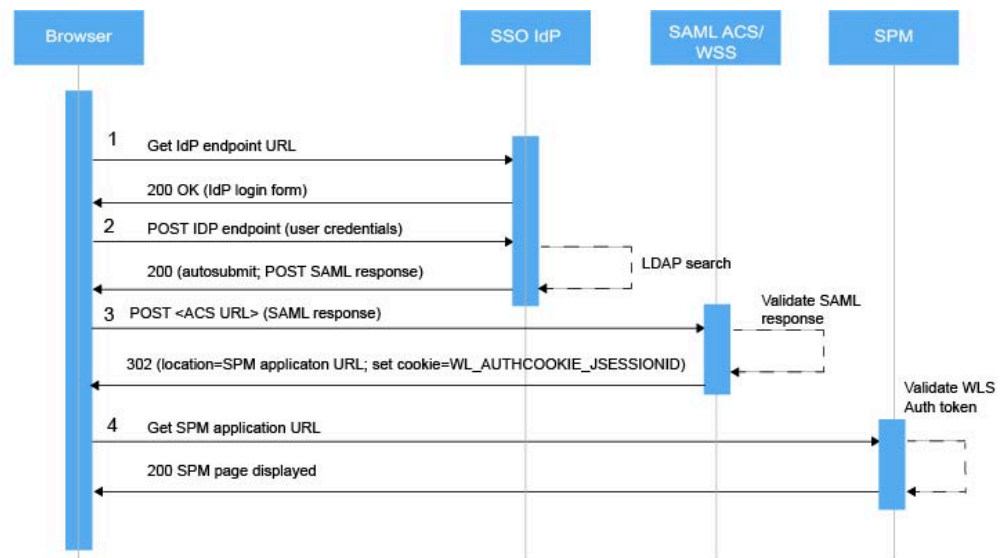 Browser
SSO IdP
SAML ACS/
WSS
SPM
1
Get IdP endpoint URL
200 OK (IdP login form)
2
POST IDP endpoint (user credentials)
LDAP search
200 (autosubmit; POST SAML response)
3
POST <ACS URL> (SAML response)
Validate SAML
response
302 (location=SPM applicaton URL; set cookie=WL_AUTHCOOKIE_JSESSIONID)
Validate WLS
Auth token
4
Get SPM application URL
200 SPM page displayed